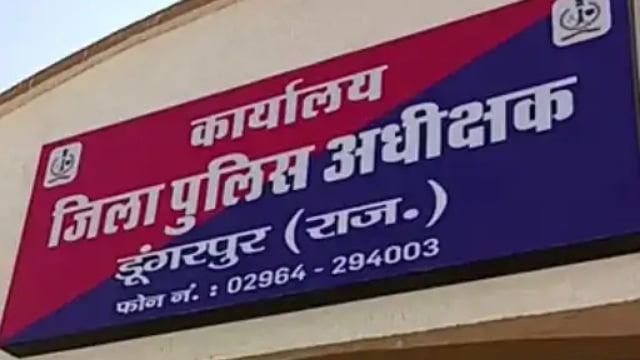 कार्यालय
जिला पुलिस अधीक्षक
डूंगरपुर (राज.)
फोन नं. : 02964 - 294003